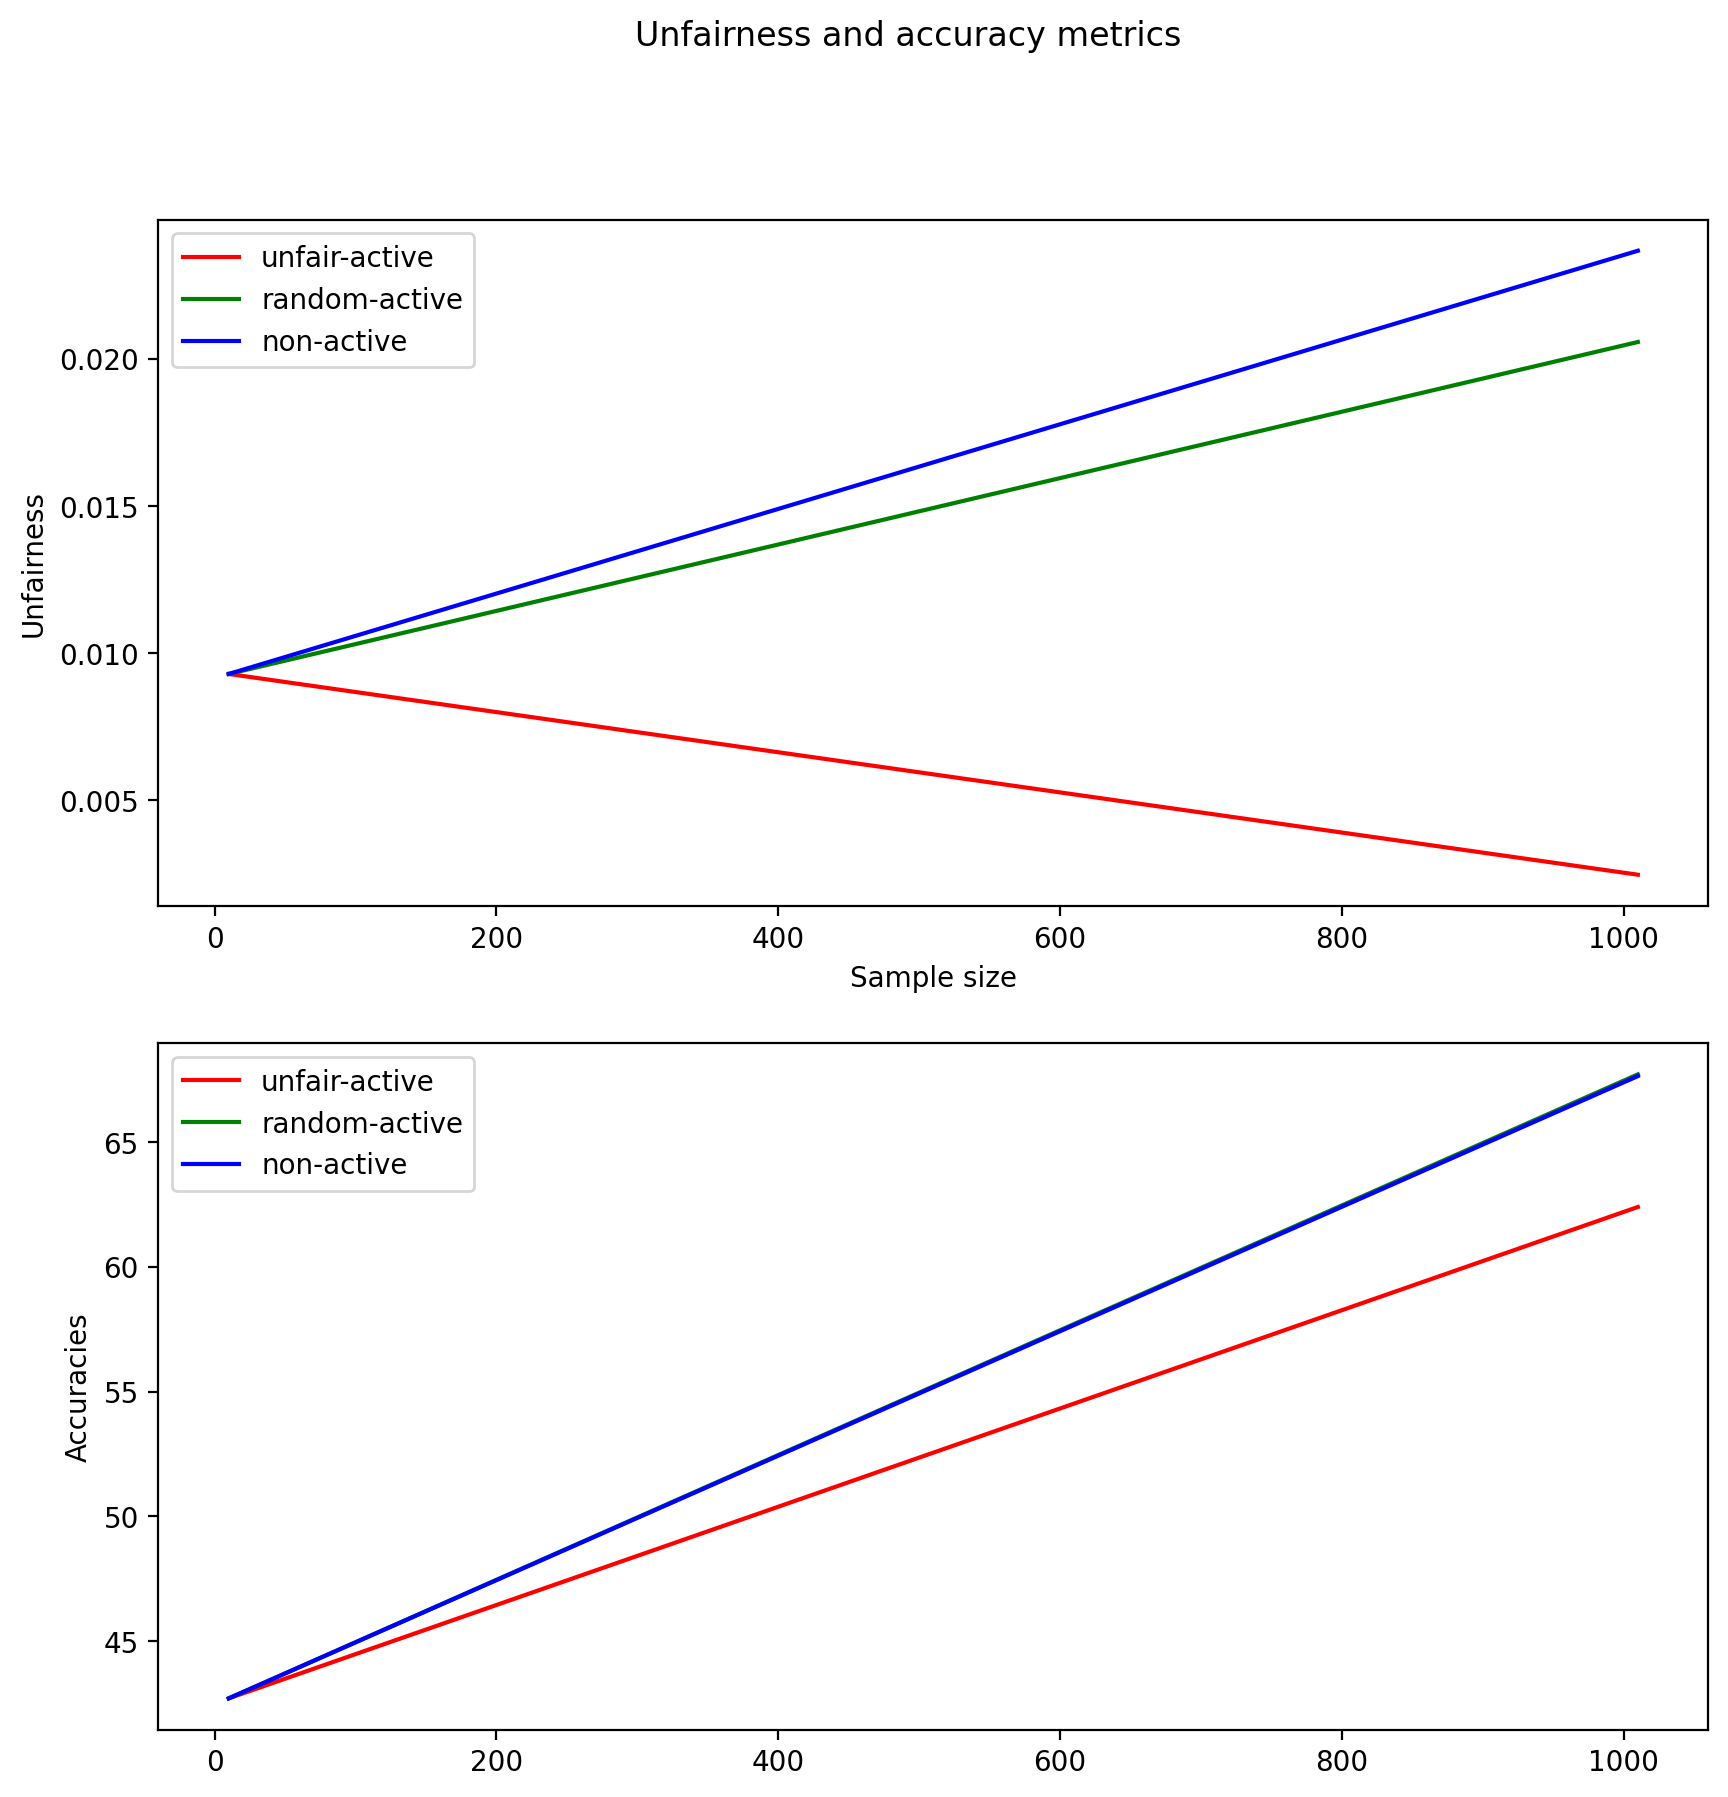 Unfairness and accuracy metrics
unfair-active
random-active
non-active
0.020
0.015
0.010
0.005
Unfairness
0 200 400 600 800 1000
Sample size
unfair-active
random-active
non-active
65
60
55
50
45
Accuracies
0 200 400 600 800 1000